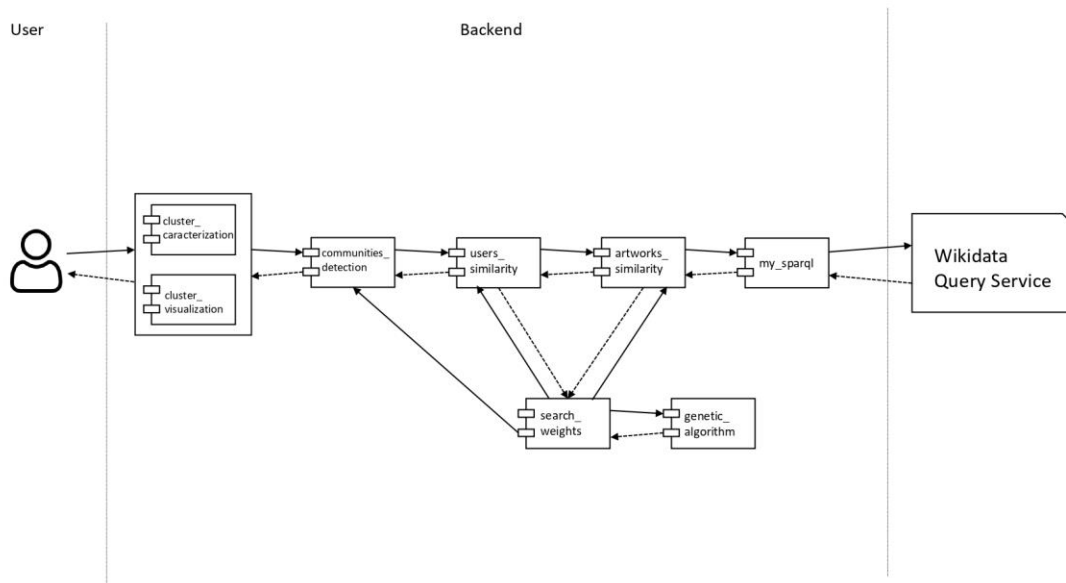 User
Backend
cluster_
caracterization
cluster_
visualization
communities_
detection
users_
similarity
artworks_
similarity
my_sparql
Wikidata
Query Service
search_
weights
genetic_
algorithm